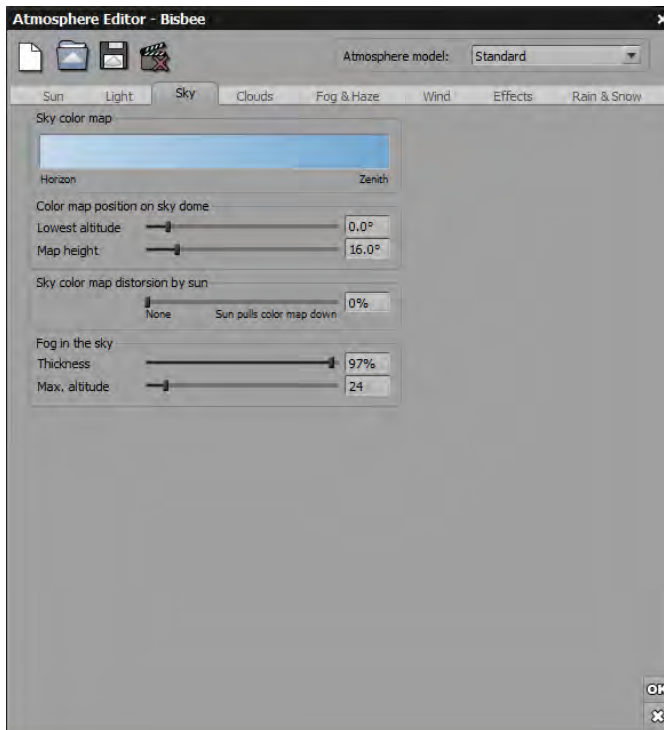 Atmosphere Editor - Bisbee
Atmosphere model: Standard
Sun Light Sky Clouds Fog & Haze Wind Effects Rain & Snow
Sky color map
Horizon Zenith
Color map position on sky dome
Lowest altitude 0.0°
Map height 16.0°
Sky color map distorsion by sun
0%
None Sun pulls color map down
Fog in the sky
Thickness 97%
Max. altitude 24
OK